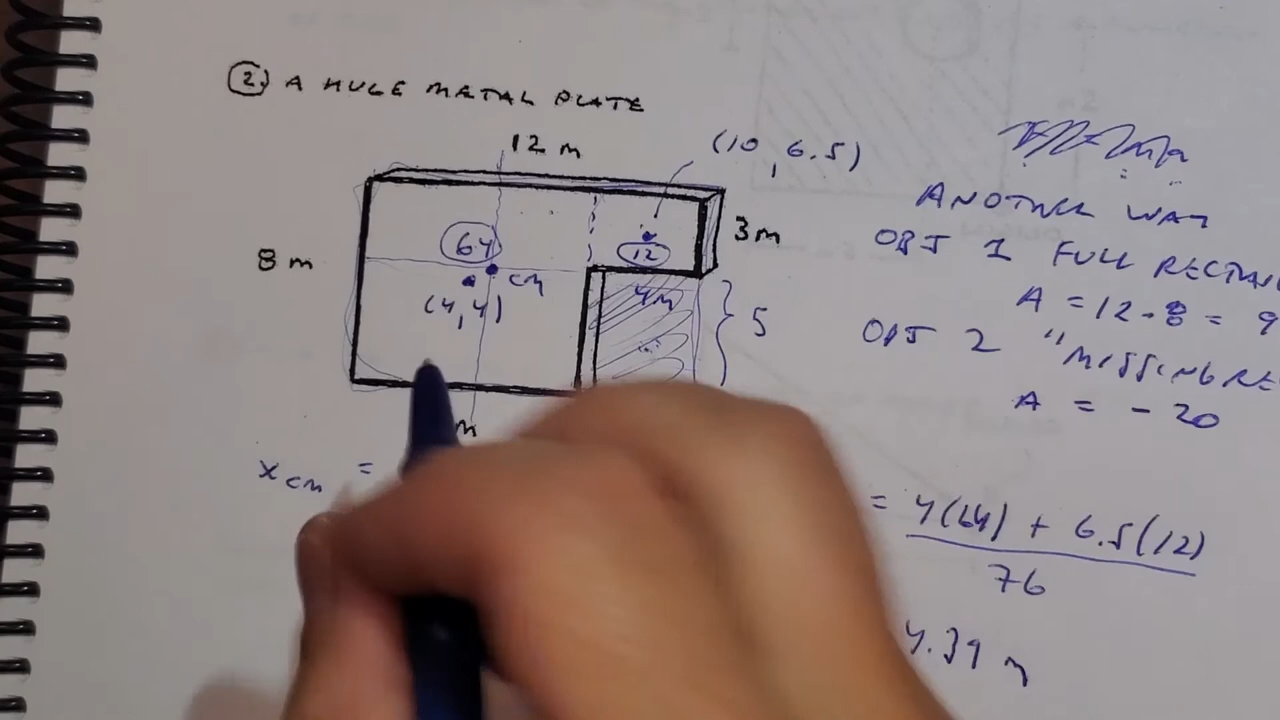 2. A HUGE METAL PLATE
12 m
(10, 6.5)
8 m
64
12
3 m
cm
(4,4)
4m
5
m
ANOTHER WAY
OBJ 1 FULL
A = 12 · 8 = 9
OBJ 2 "MISSING RE
A = - 20
x cm =
= 4(64) + 6.5(12)
76
4.39 m